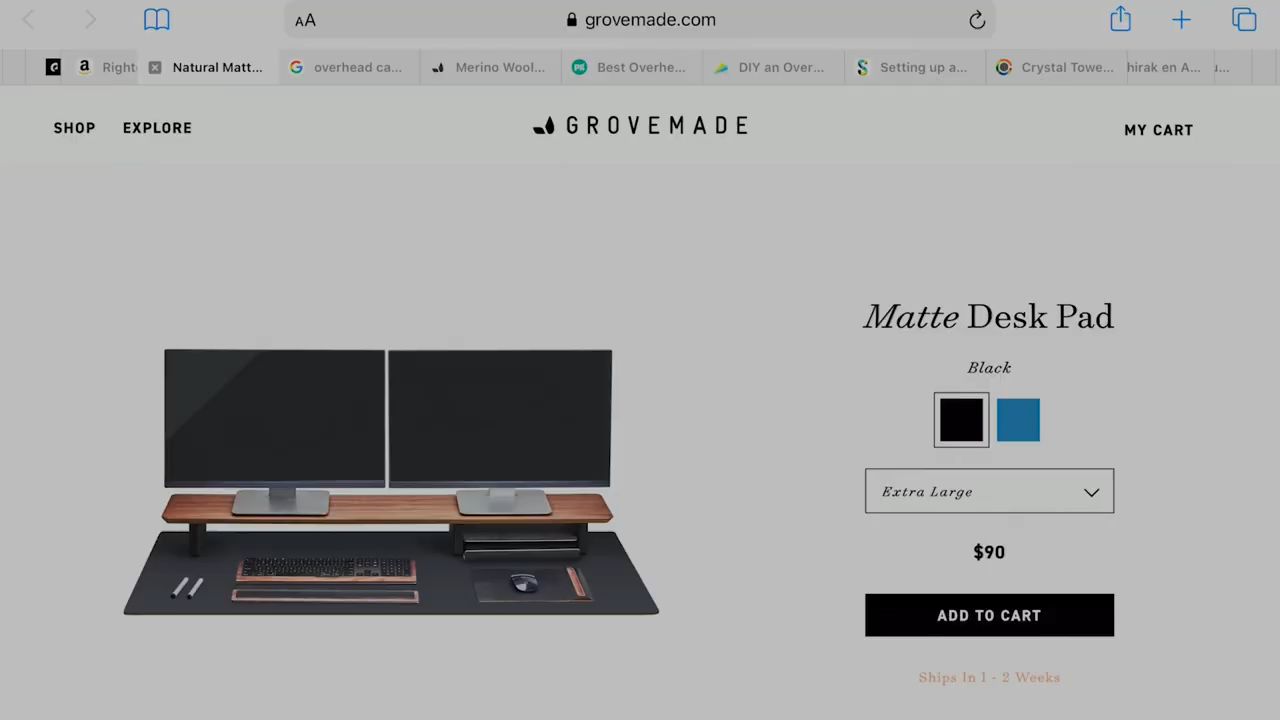 AA
grovemade.com
Right
Natural Matt...
overhead ca...
Merino Wool...
Best Overhe...
DIY an Over...
Setting up a...
Crystal Towe...
hirak en A...
SHOP
EXPLORE
GROVEMADE
MY CART
Matte Desk Pad
Black
Extra Large
$90
ADD TO CART
Ships In 1 - 2 Weeks